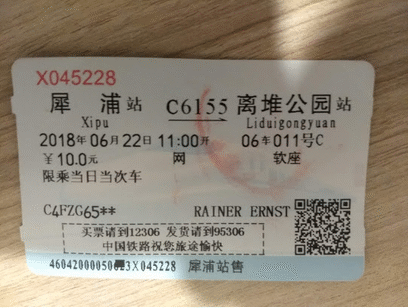 X045228
犀浦站 C6155 离堆公园站
Xipu Liduigongyuan
2018年06月22日11:00开 06车011号C
¥10.0元 网 软座
限乘当日当次车
C4FZG65** RAINER ERNST
买票请到12306 发货请到95306
中国铁路祝您旅途愉快
X045228 犀浦站售